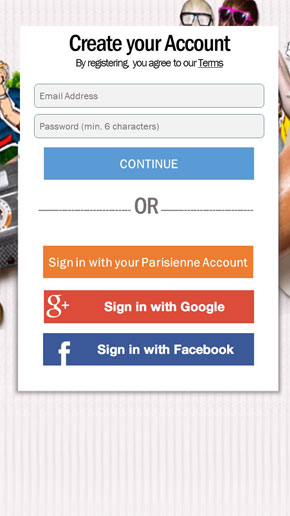 Create your Account
By registering, you agree to our Terms
Email Address
Password (min. 6 characters)
CONTINUE
OR
Sign in with your Parisienne Account
g+ Sign in with Google
f Sign in with Facebook